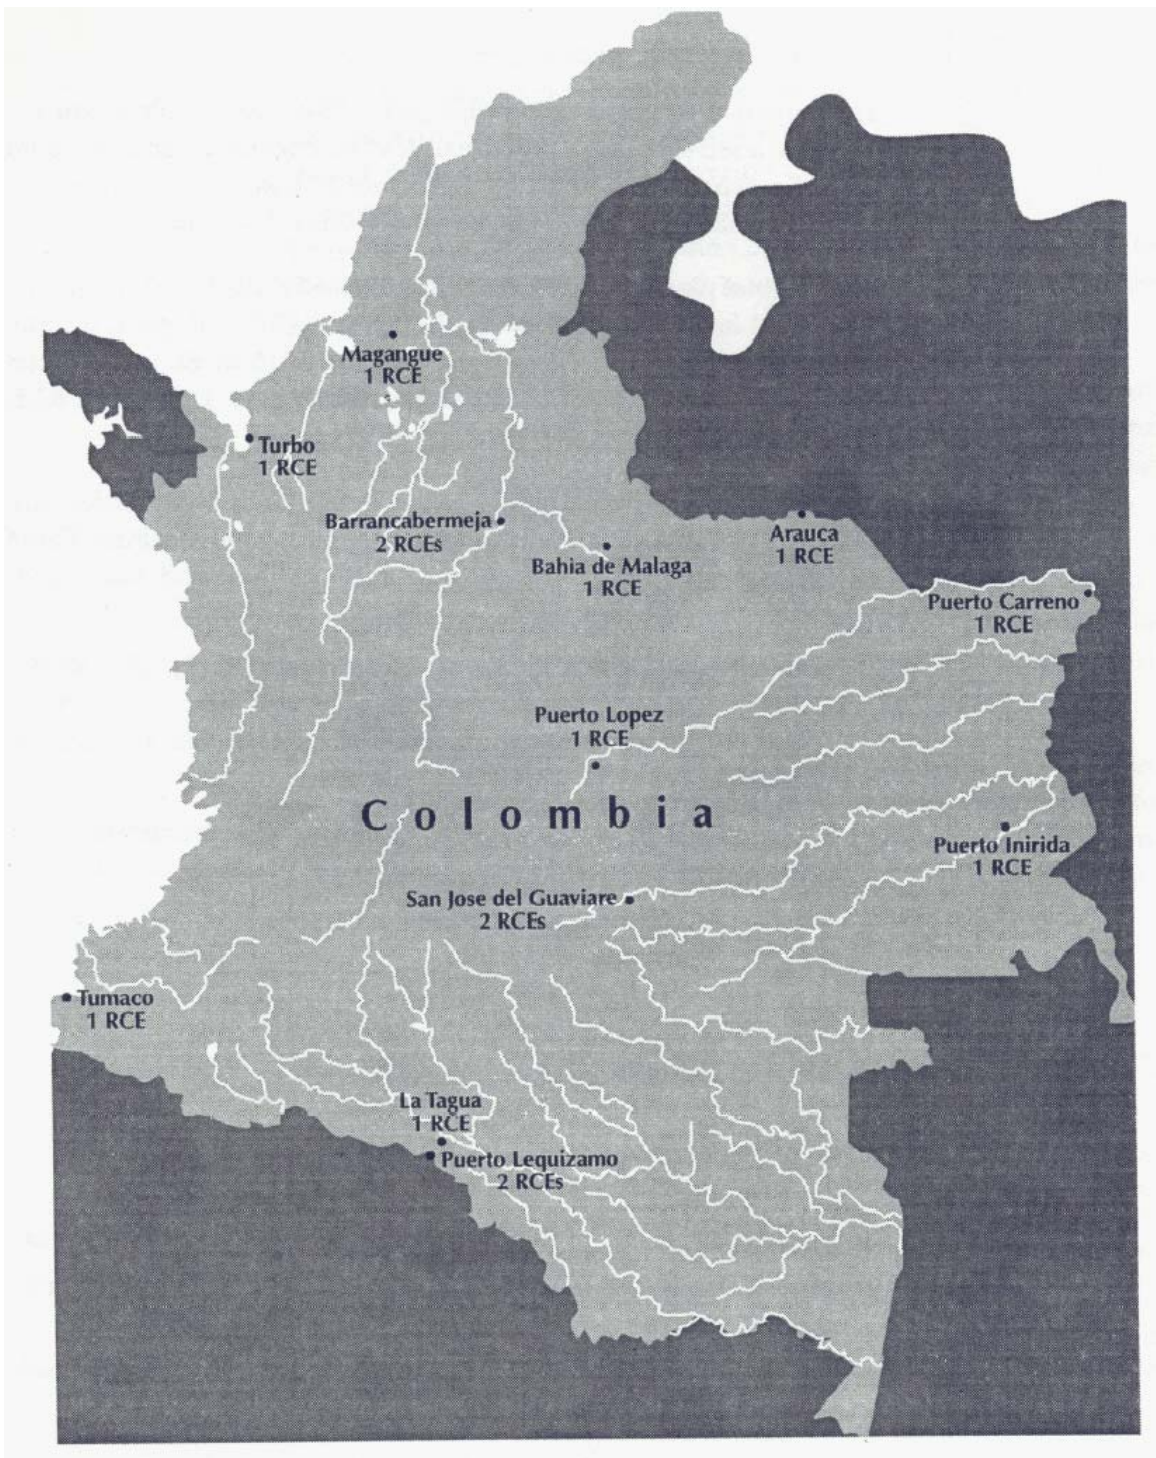 Magangue
1 RCE
Turbo
1 RCE
Barrancabermeja
2 RCEs
Arauca
1 RCE
Bahia de Malaga
1 RCE
Puerto Carreno
1 RCE
Puerto Lopez
1 RCE
Colombia
Puerto Inirida
1 RCE
San Jose del Guaviare
2 RCEs
Tumaco
1 RCE
La Tagua
1 RCE
Puerto Lequizamo
2 RCEs